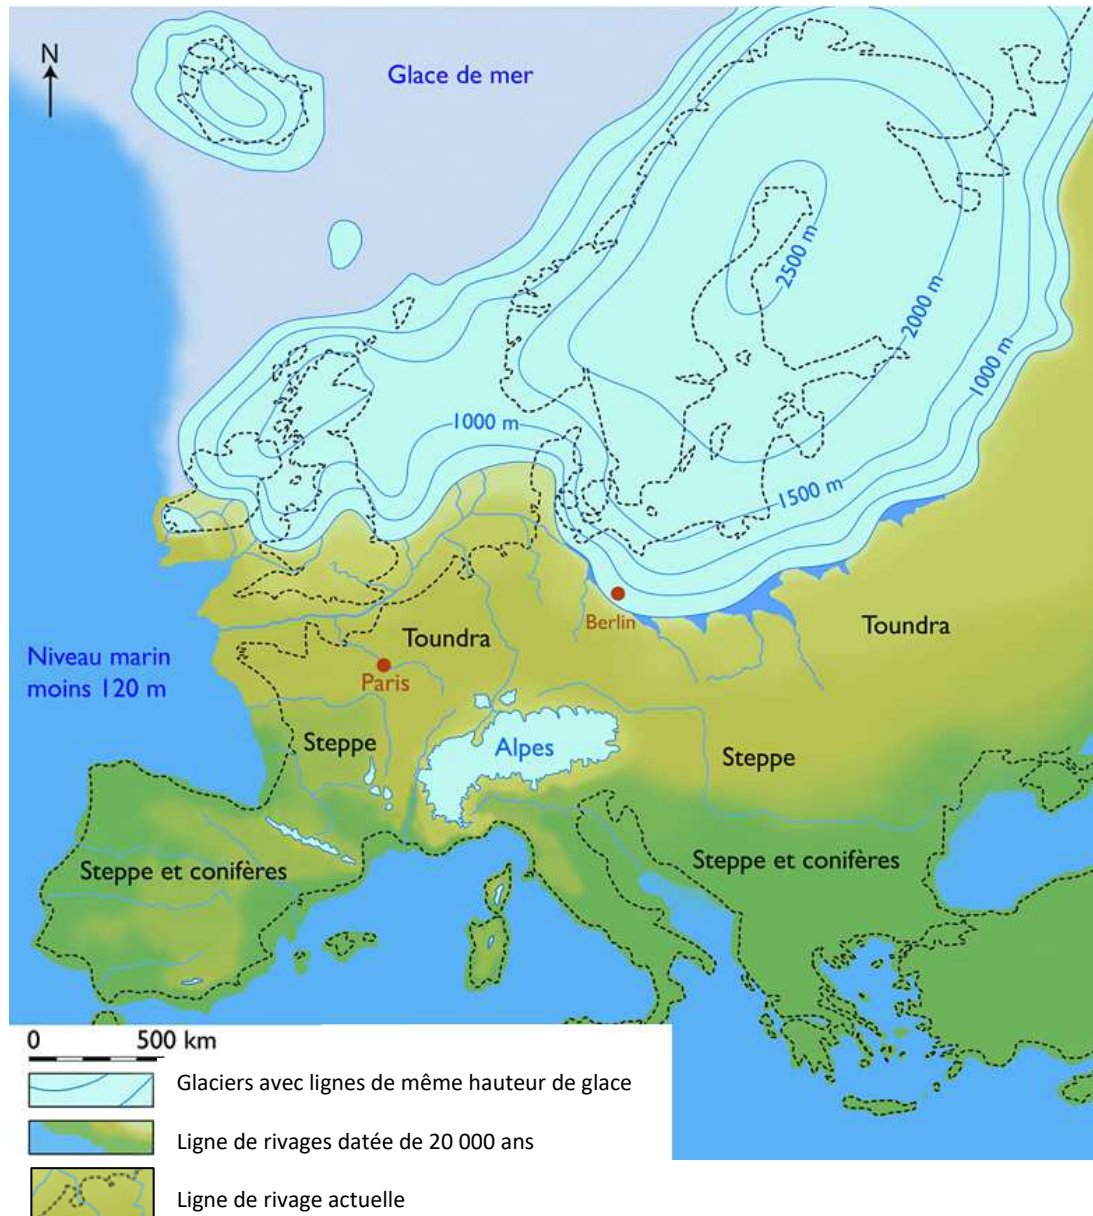 N
Glace de mer
2500 m
2000 m
1000 m
1000 m
1500 m
Berlin
Toundra
Toundra
Niveau marin
moins 120 m
Paris
Steppe
Alpes
Steppe
Steppe et conifères
Steppe et conifères
0 500 km
Glaciers avec lignes de même hauteur de glace
Ligne de rivages datée de 20 000 ans
Ligne de rivage actuelle